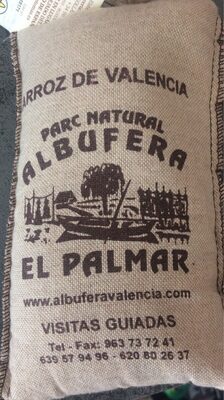 ARROZ DE VALENCIA
PARC NATURAL
ALBUFERA
EL PALMAR
www.albuferavalencia.com
VISITAS GUIADAS
Tel - Fax: 963 73 72 41
639 57 94 96 - 620 80 26 37